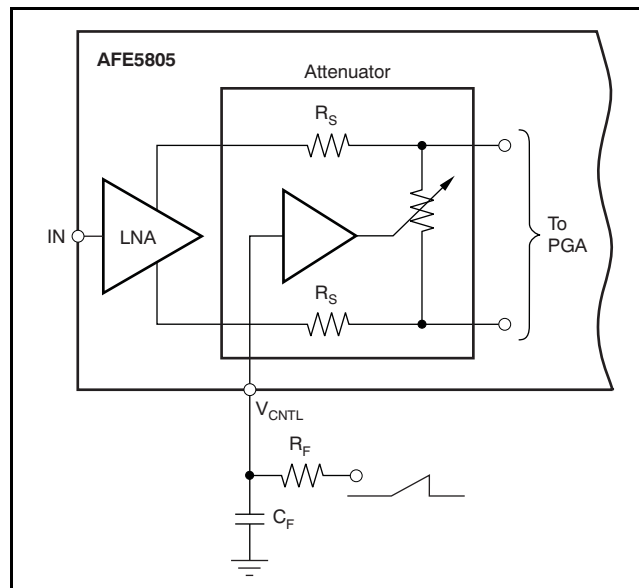 AFE5805
Attenuator
R_S
IN
LNA
To
PGA
R_S
V_CNTL
R_F
C_F